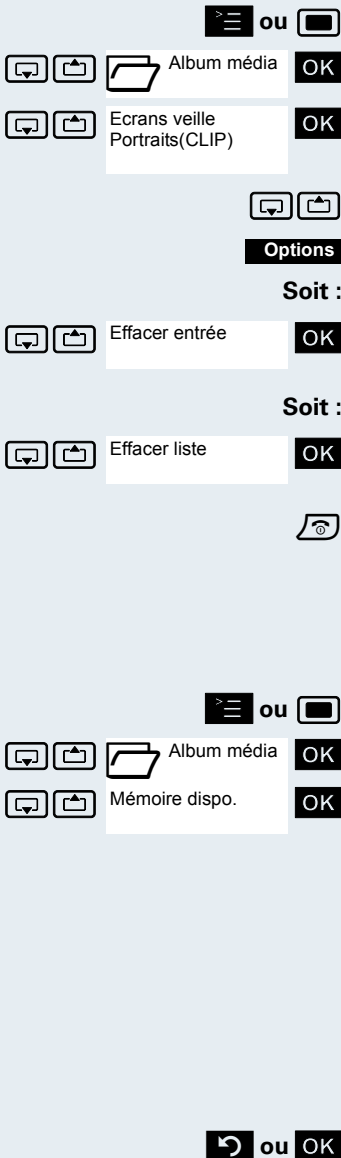 ou
Album média OK
Ecrans veille OK
Portraits(CLIP)
Options
Soit :
Effacer entrée OK
Soit :
Effacer liste OK
ou
Album média OK
Mémoire dispo. OK
ou OK